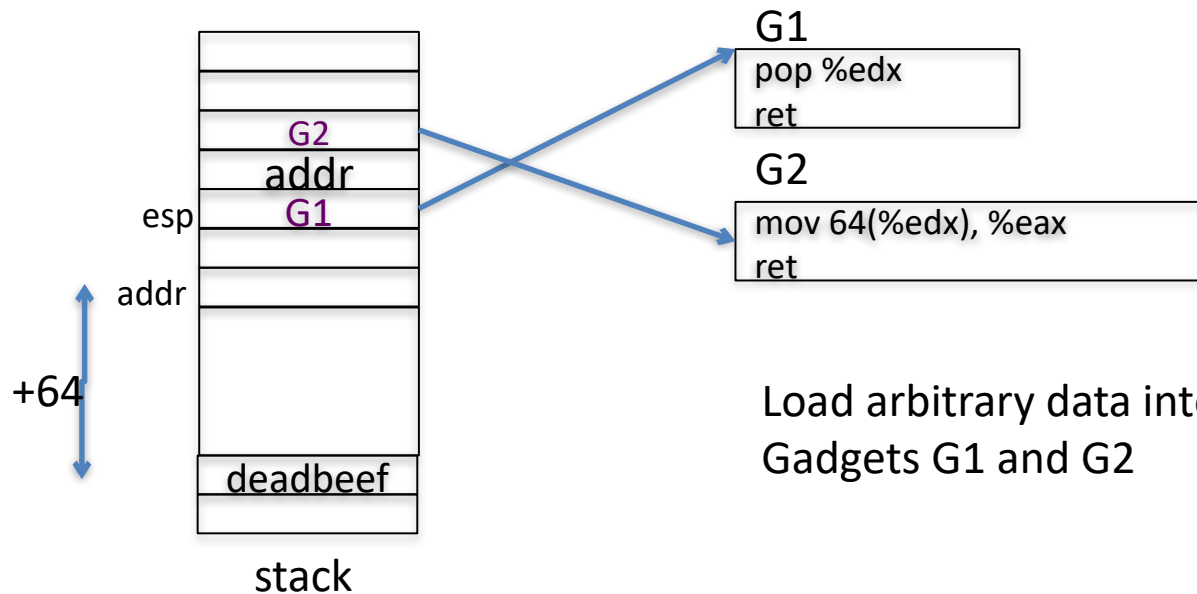 G2
addr
esp G1
addr
+64
deadbeef
stack
G1
pop %edx
ret
G2
mov 64(%edx), %eax
ret
Load arbitrary data
Gadgets G1 and G2